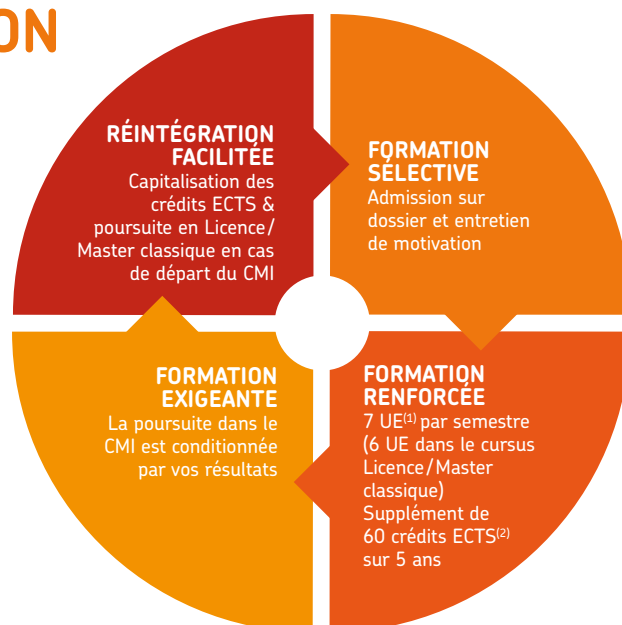 ON
RÉINTÉGRATION
FACILITÉE
Capitalisation des
crédits ECTS &
poursuite en Licence/
Master classique en cas
de départ du CMI
FORMATION
SÉLECTIVE
Admission sur
dossier et entretien
de motivation
FORMATION
EXIGEANTE
La poursuite dans le
CMI est conditionnée
par vos résultats
FORMATION
RENFORCÉE
7 UE(1) par semestre
(6 UE dans le cursus
Licence/Master
classique)
Supplément de
60 crédits ECTS(2)
sur 5 ans